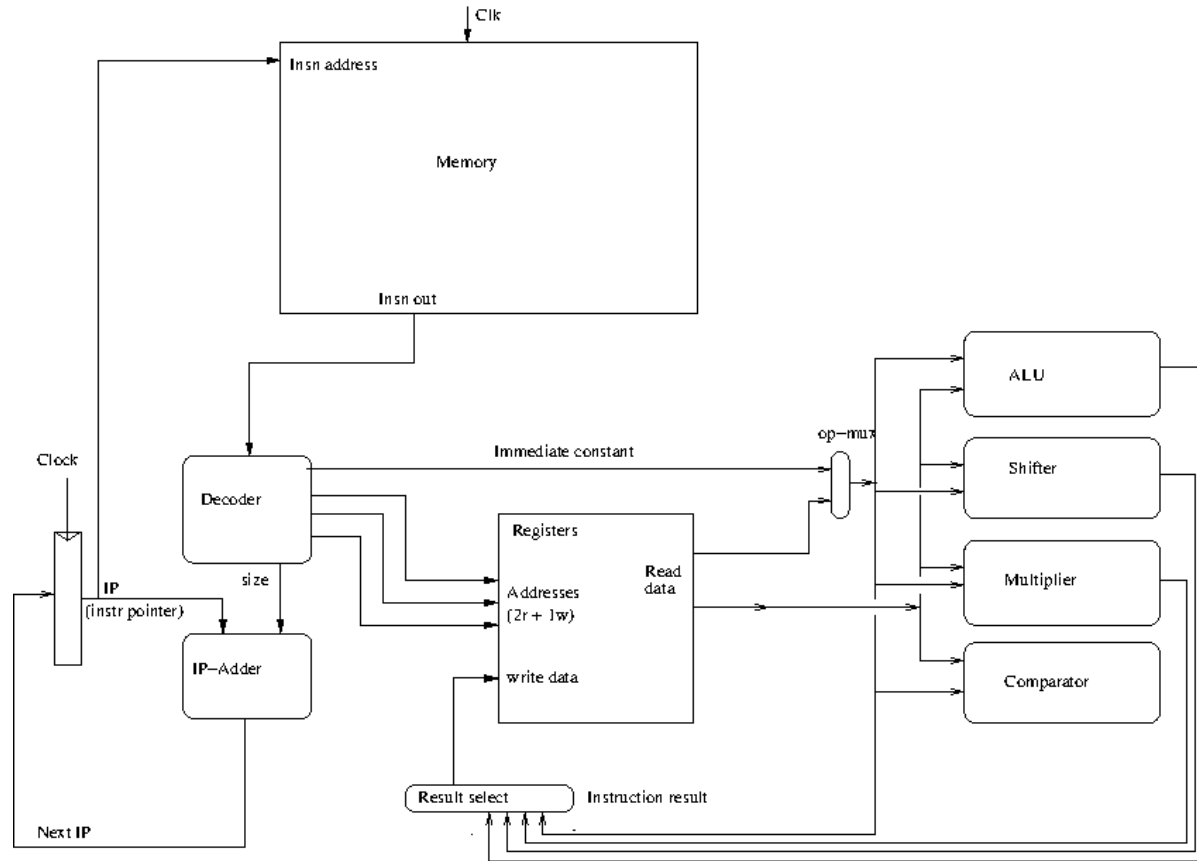 Clk
Insn address
Memory
Insn out
ALU
op-mux
Immediate constant
Clock
Decoder
Shifter
Registers
size
Read
data
IP
(instr pointer)
Addresses
(2r + 1w)
Multiplier
IP-Adder
write data
Comparator
Result select
Instruction result
Next IP